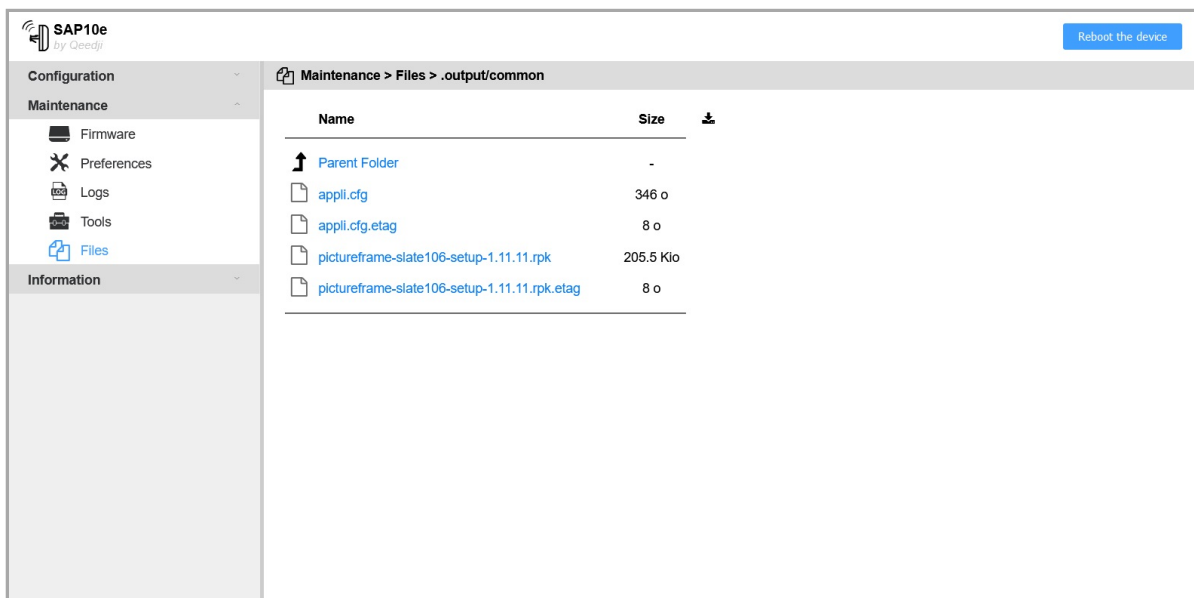 SAP10e
by Qeedji
Reboot the device
Configuration
Maintenance
Firmware
Preferences
LOG Logs
Tools
Files
Information
Maintenance > Files > .output/common
Name Size
Parent Folder -
appli.cfg 346 o
appli.cfg.etag 8 o
pictureframe-slate106-setup-1.11.11.rpk 205.5 Kio
pictureframe-slate106-setup-1.11.11.rpk.etag 8 o